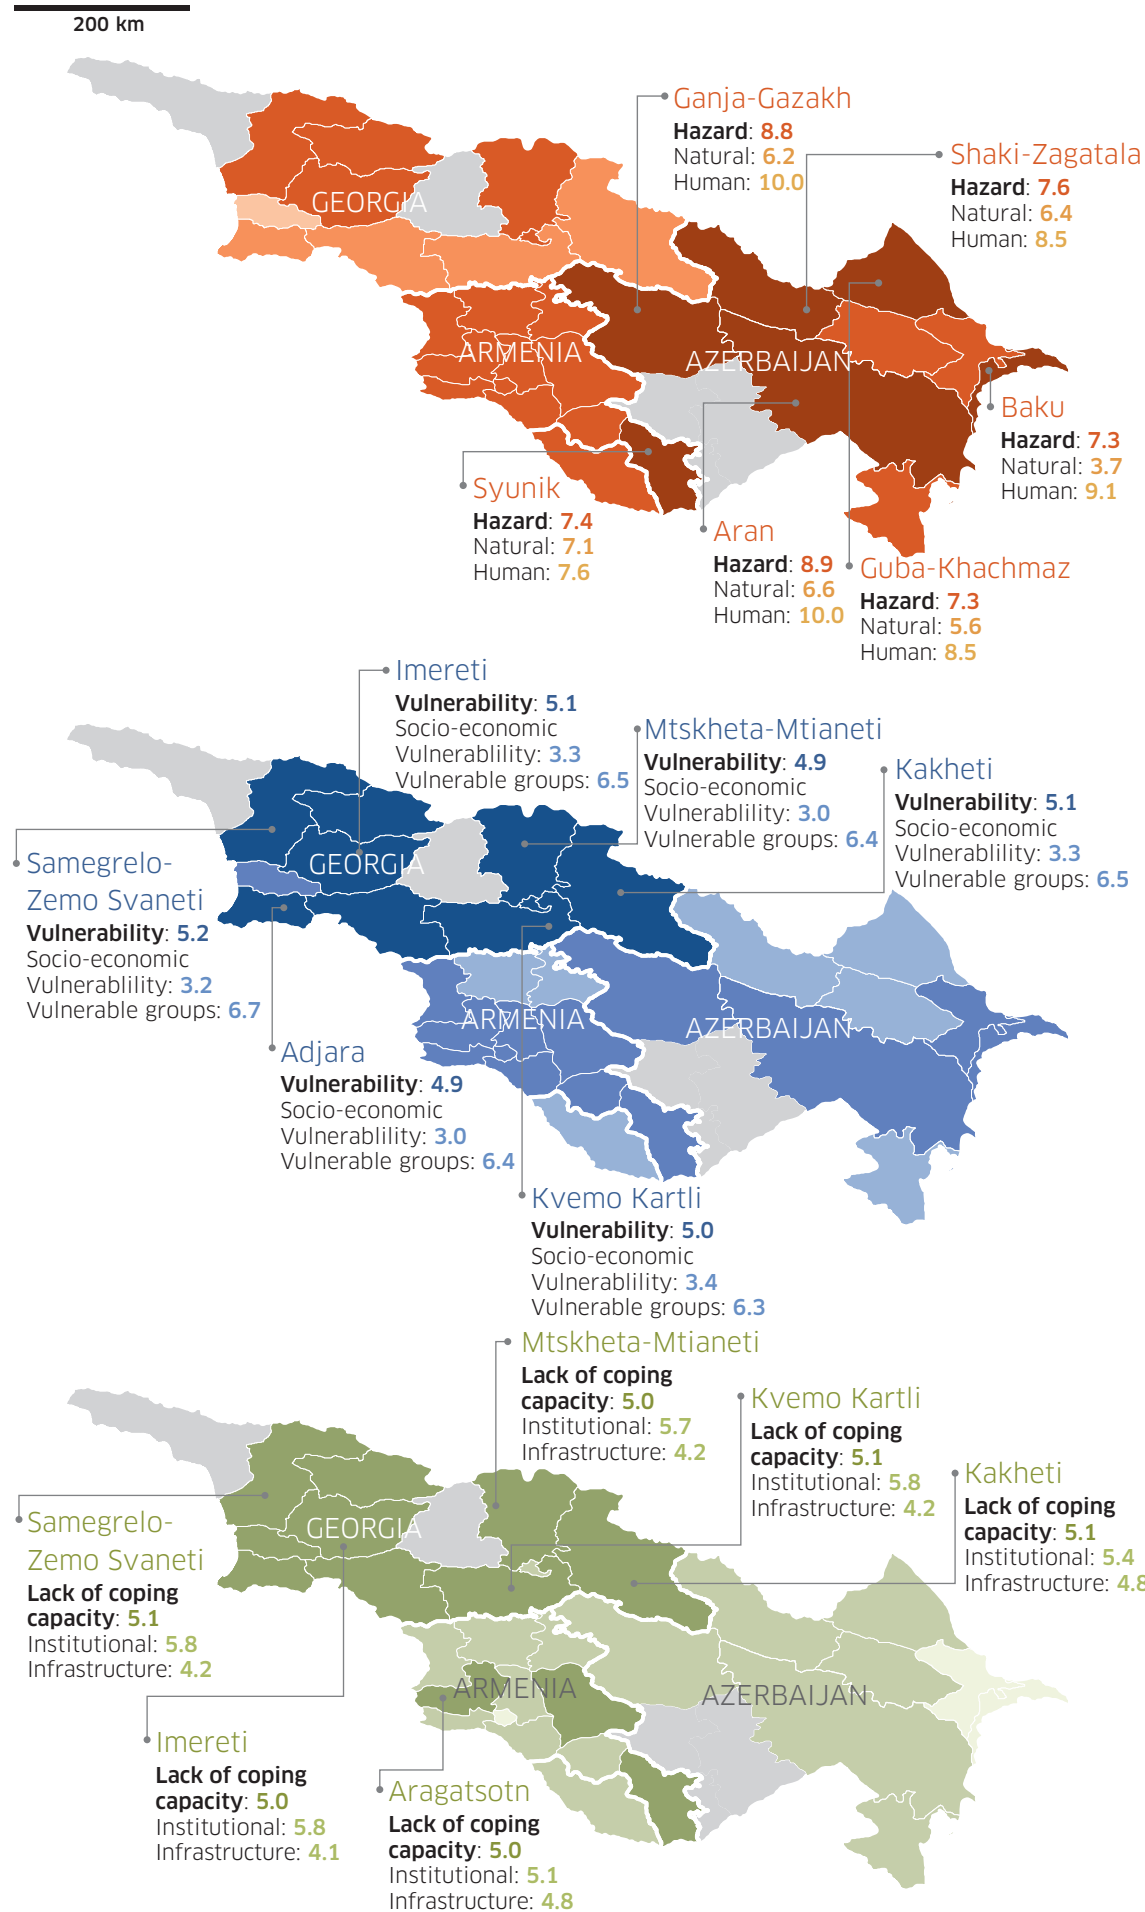 200 km
Ganja-Gazakh
Hazard: 8.8
Natural: 6.2
Human: 10.0
Shaki-Zagatala
Hazard: 7.6
Natural: 6.4
Human: 8.5
GEORGIA
ARMENIA
AZERBAIJAN
Baku
Hazard: 7.3
Natural: 3.7
Human: 9.1
Syunik
Hazard: 7.4
Natural: 7.1
Human: 7.6
Aran
Hazard: 8.9
Natural: 6.6
Human: 10.0
Guba-Khachmaz
Hazard: 7.3
Natural: 5.6
Human: 8.5
Imereti
Vulnerability: 5.1
Socio-economic
Vulnerablility: 3.3
Vulnerable groups: 6.5
Mtskheta-Mtianeti
Vulnerability: 4.9
Socio-economic
Vulnerablility: 3.0
Vulnerable groups: 6.4
Kakheti
Vulnerability: 5.1
Socio-economic
Vulnerablility: 3.3
Vulnerable groups: 6.5
GEORGIA
Samegrelo-
Zemo Svaneti
Vulnerability: 5.2
Socio-economic
Vulnerablility: 3.2
Vulnerable groups: 6.7
ARMENIA
AZERBAIJAN
Adjara
Vulnerability: 4.9
Socio-economic
Vulnerablility: 3.0
Vulnerable groups: 6.4
Kvemo Kartli
Vulnerability: 5.0
Socio-economic
Vulnerablility: 3.4
Vulnerable groups: 6.3
Mtskheta-Mtianeti
Lack of coping
capacity: 5.0
Institutional: 5.7
Infrastructure: 4.2
Kvemo Kartli
Lack of coping
capacity: 5.1
Institutional: 5.8
Infrastructure: 4.2
Kakheti
Lack of coping
capacity: 5.1
Institutional: 5.4
Infrastructure: 4.8
GEORGIA
Samegrelo-
Zemo Svaneti
Lack of coping
capacity: 5.1
Institutional: 5.8
Infrastructure: 4.2
ARMENIA
AZERBAIJAN
Imereti
Lack of coping
capacity: 5.0
Institutional: 5.8
Infrastructure: 4.1
Aragatsotn
Lack of coping
capacity: 5.0
Institutional: 5.1
Infrastructure: 4.8